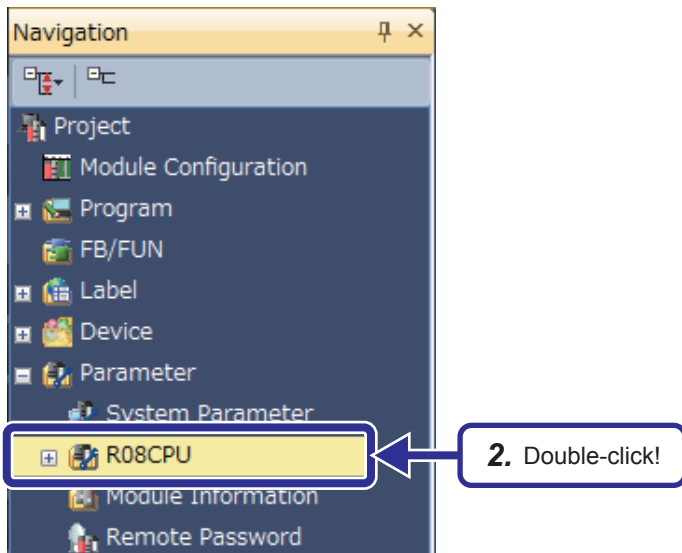 Navigation
Project
Module Configuration
Program
FB/FUN
Label
Device
Parameter
System Parameter
R08CPU
2. Double-click!
Module Information
Remote Password